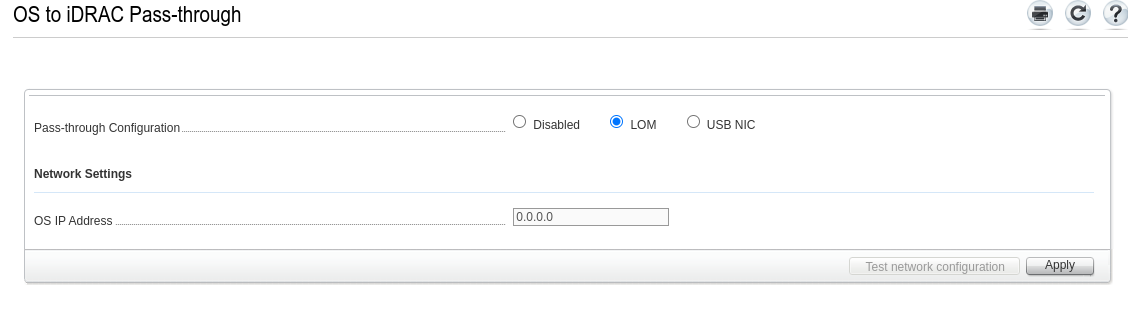 OS to iDRAC Pass-through
?
Pass-through Configuration Disabled LOM USB NIC
Network Settings
OS IP Address 0.0.0.0
Test network configuration Apply